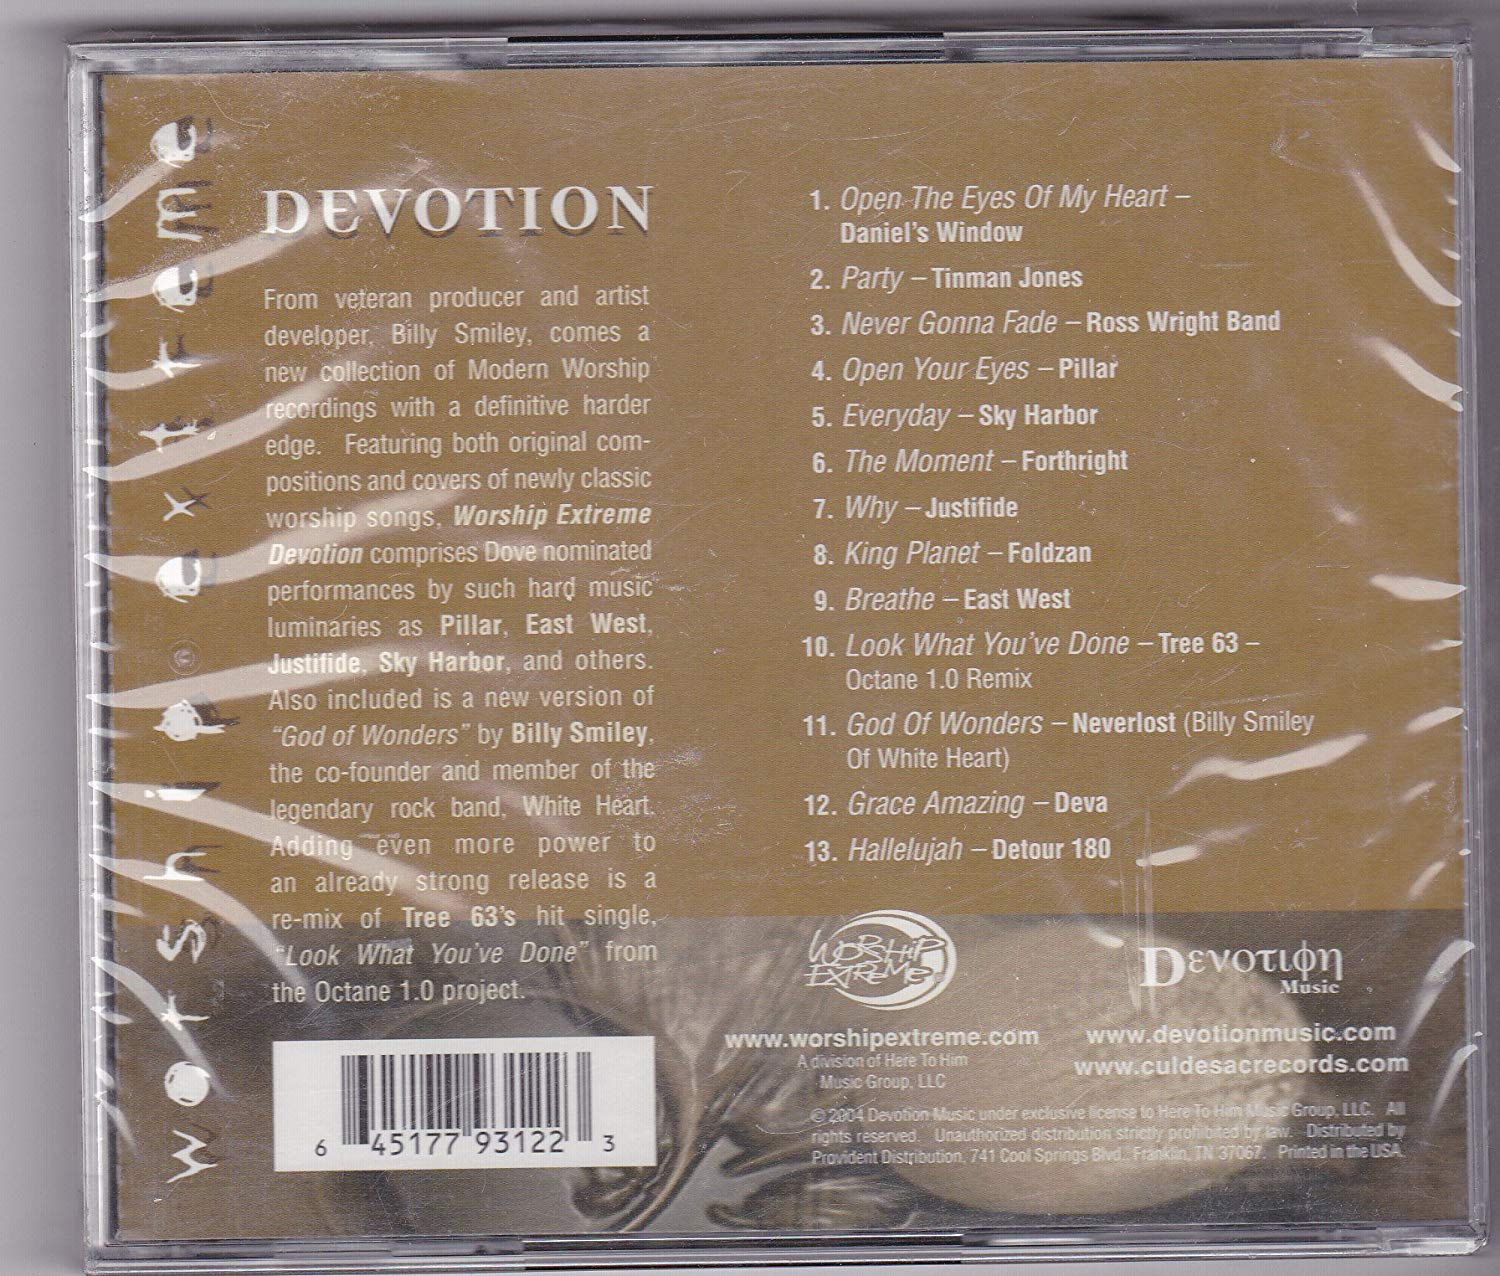 worship.extreme
DEVOTION
From veteran producer and artist
developer, Billy Smiley, comes a
new collection of Modern Worship
recordings with a definitive harder
edge. Featuring both original com-
positions and covers of newly classic
worship songs, Worship Extreme
Devotion comprises Dove nominated
performances by such hard music
luminaries as Pillar, East West,
Justifide, Sky Harbor, and others.
Also included is a new version of
"God of Wonders" by Billy Smiley,
the co-founder and member of the
legendary rock band, White Heart.
Adding even more power to
an already strong release is a
re-mix of Tree 63's hit single,
"Look What You've Done" from
the Octane 1.0 project.
6 45177 93122 3
1. Open The Eyes Of My Heart –
Daniel's Window
2. Party – Tinman Jones
3. Never Gonna Fade – Ross Wright Band
4. Open Your Eyes – Pillar
5. Everyday – Sky Harbor
6. The Moment – Forthright
7. Why – Justifide
8. King Planet – Foldzan
9. Breathe – East West
10. Look What You've Done – Tree 63 –
Octane 1.0 Remix
11. God Of Wonders – Neverlost (Billy Smiley
Of White Heart)
12. Grace Amazing – Deva
13. Hallelujah – Detour 180
WORSHIP
EXTREME
www.worshipextreme.com
A division of Here To Him
Music Group, LLC
Dεvοτιφη
Music
www.devotionmusic.com
www.culdesacrecords.com
© 2004 Devotion Music under exclusive license to Here To Him Music Group, LLC. All
rights reserved. Unauthorized distribution strictly prohibited by law. Distributed by
Provident Distribution, 741 Cool Springs Blvd., Franklin, TN 37067. Printed in the USA.